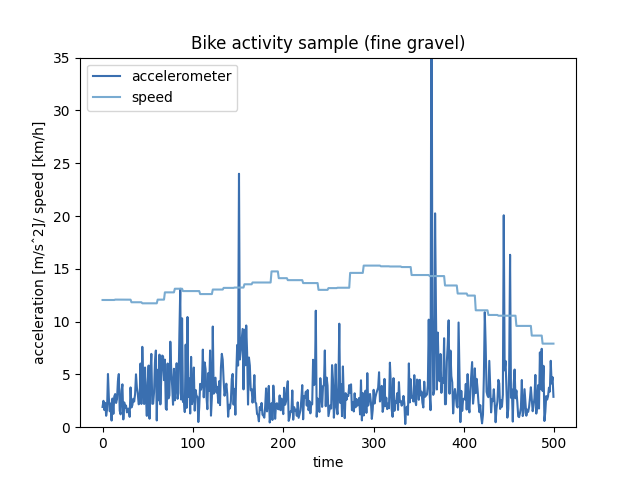 Bike activity sample (fine gravel)
accelerometer
speed
acceleration [m/sˆ2]/ speed [km/h]
35
30
25
20
15
10
5
0
0 100 200 300 400 500
time